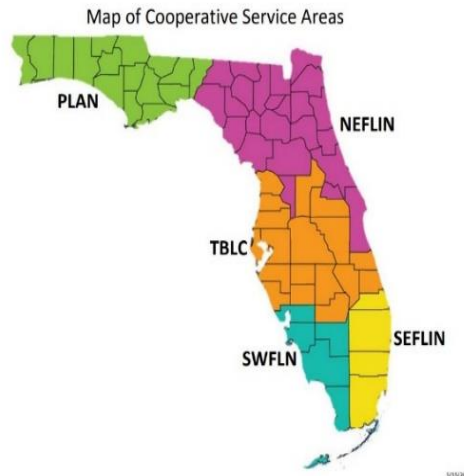 Map of Cooperative Service Areas
PLAN
NEFLIN
TBLC
SEFLIN
SWFLN